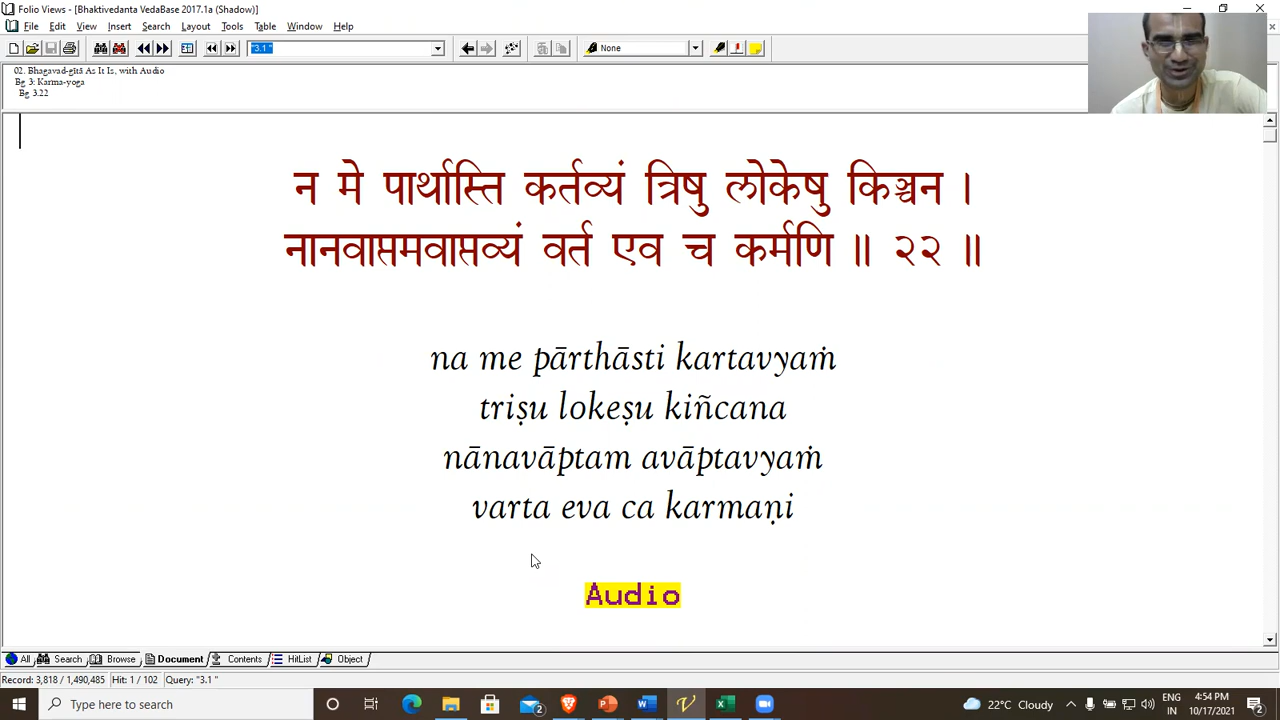 Folio Views - [Bhaktivedanta VedaBase 2017.1a (Shadow)]
File Edit View Insert Search Layout Tools Table Window Help
"3.1 " None
02. Bhagavad-gītā As It Is, with Audio
Bg 3: Karma-yoga
Bg 3.22
न मे पार्थास्ति कर्तव्यं त्रिषु लोकेषु किञ्चन ।
नानवाप्तमवाप्तव्यं वर्त एव च कर्मणि ॥ २२ ॥
na me pārthāsti kartavyaṁ
triṣu lokeṣu kiñcana
nānavāptam avāptavyaṁ
varta eva ca karmaṇi
Audio
All Search Browse Document Contents HitList Object
Record: 3,818 / 1,490,485 Hit: 1 / 102 Query: "3.1 "
Type here to search 2 22°C Cloudy ENG 4:54 PM
IN 10/17/2021 2